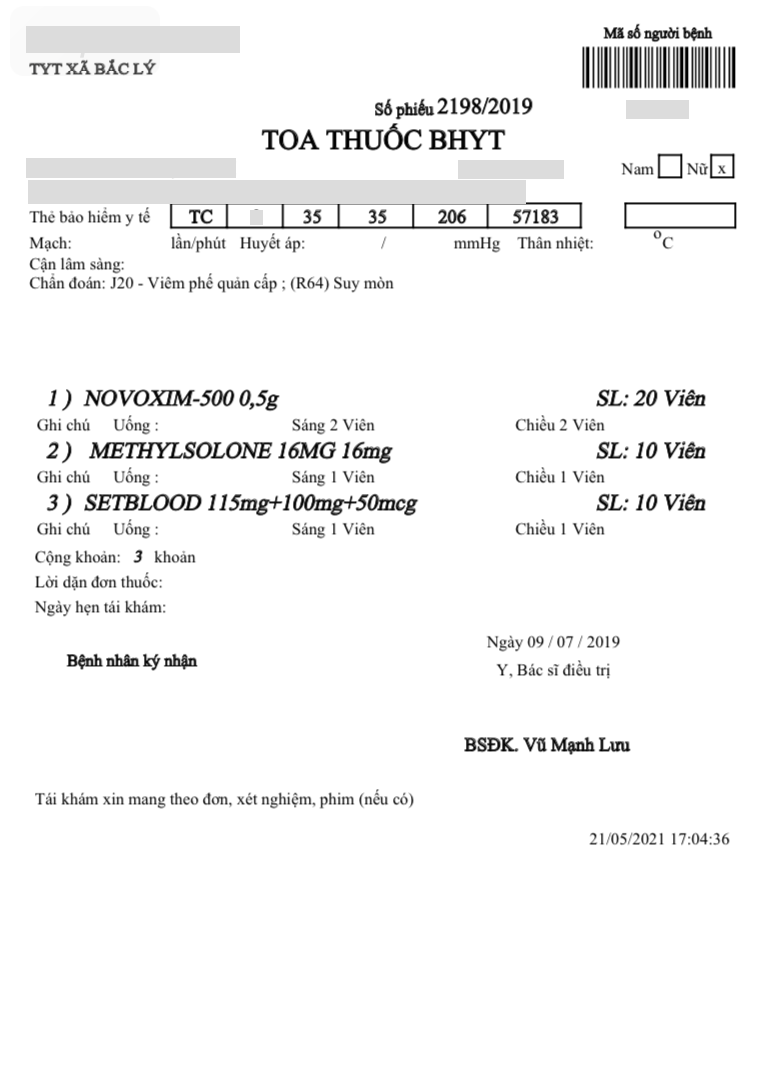 TYT XÃ BẮC LÝ
Mã số người bệnh
Số phiếu 2198/2019
TOA THUỐC BHYT
Nam Nữ x
Thẻ bảo hiểm y tế TC 35 35 206 57183
Mạch: lần/phút Huyết áp: / mmHg Thân nhiệt: °C
Cận lâm sàng:
Chẩn đoán: J20 - Viêm phế quản cấp ; (R64) Suy mòn
1 ) NOVOXIM-500 0,5g SL: 20 Viên
Ghi chú Uống : Sáng 2 Viên Chiều 2 Viên
2 ) METHYLSOLONE 16MG 16mg SL: 10 Viên
Ghi chú Uống : Sáng 1 Viên Chiều 1 Viên
3 ) SETBLOOD 115mg+100mg+50mcg SL: 10 Viên
Ghi chú Uống : Sáng 1 Viên Chiều 1 Viên
Cộng khoản: 3 khoản
Lời dặn đơn thuốc:
Ngày hẹn tái khám:
Ngày 09 / 07 / 2019
Bệnh nhân ký nhận
Y, Bác sĩ điều trị
BSĐK. Vũ Mạnh Lưu
Tái khám xin mang theo đơn, xét nghiệm, phim (nếu có)
21/05/2021 17:04:36